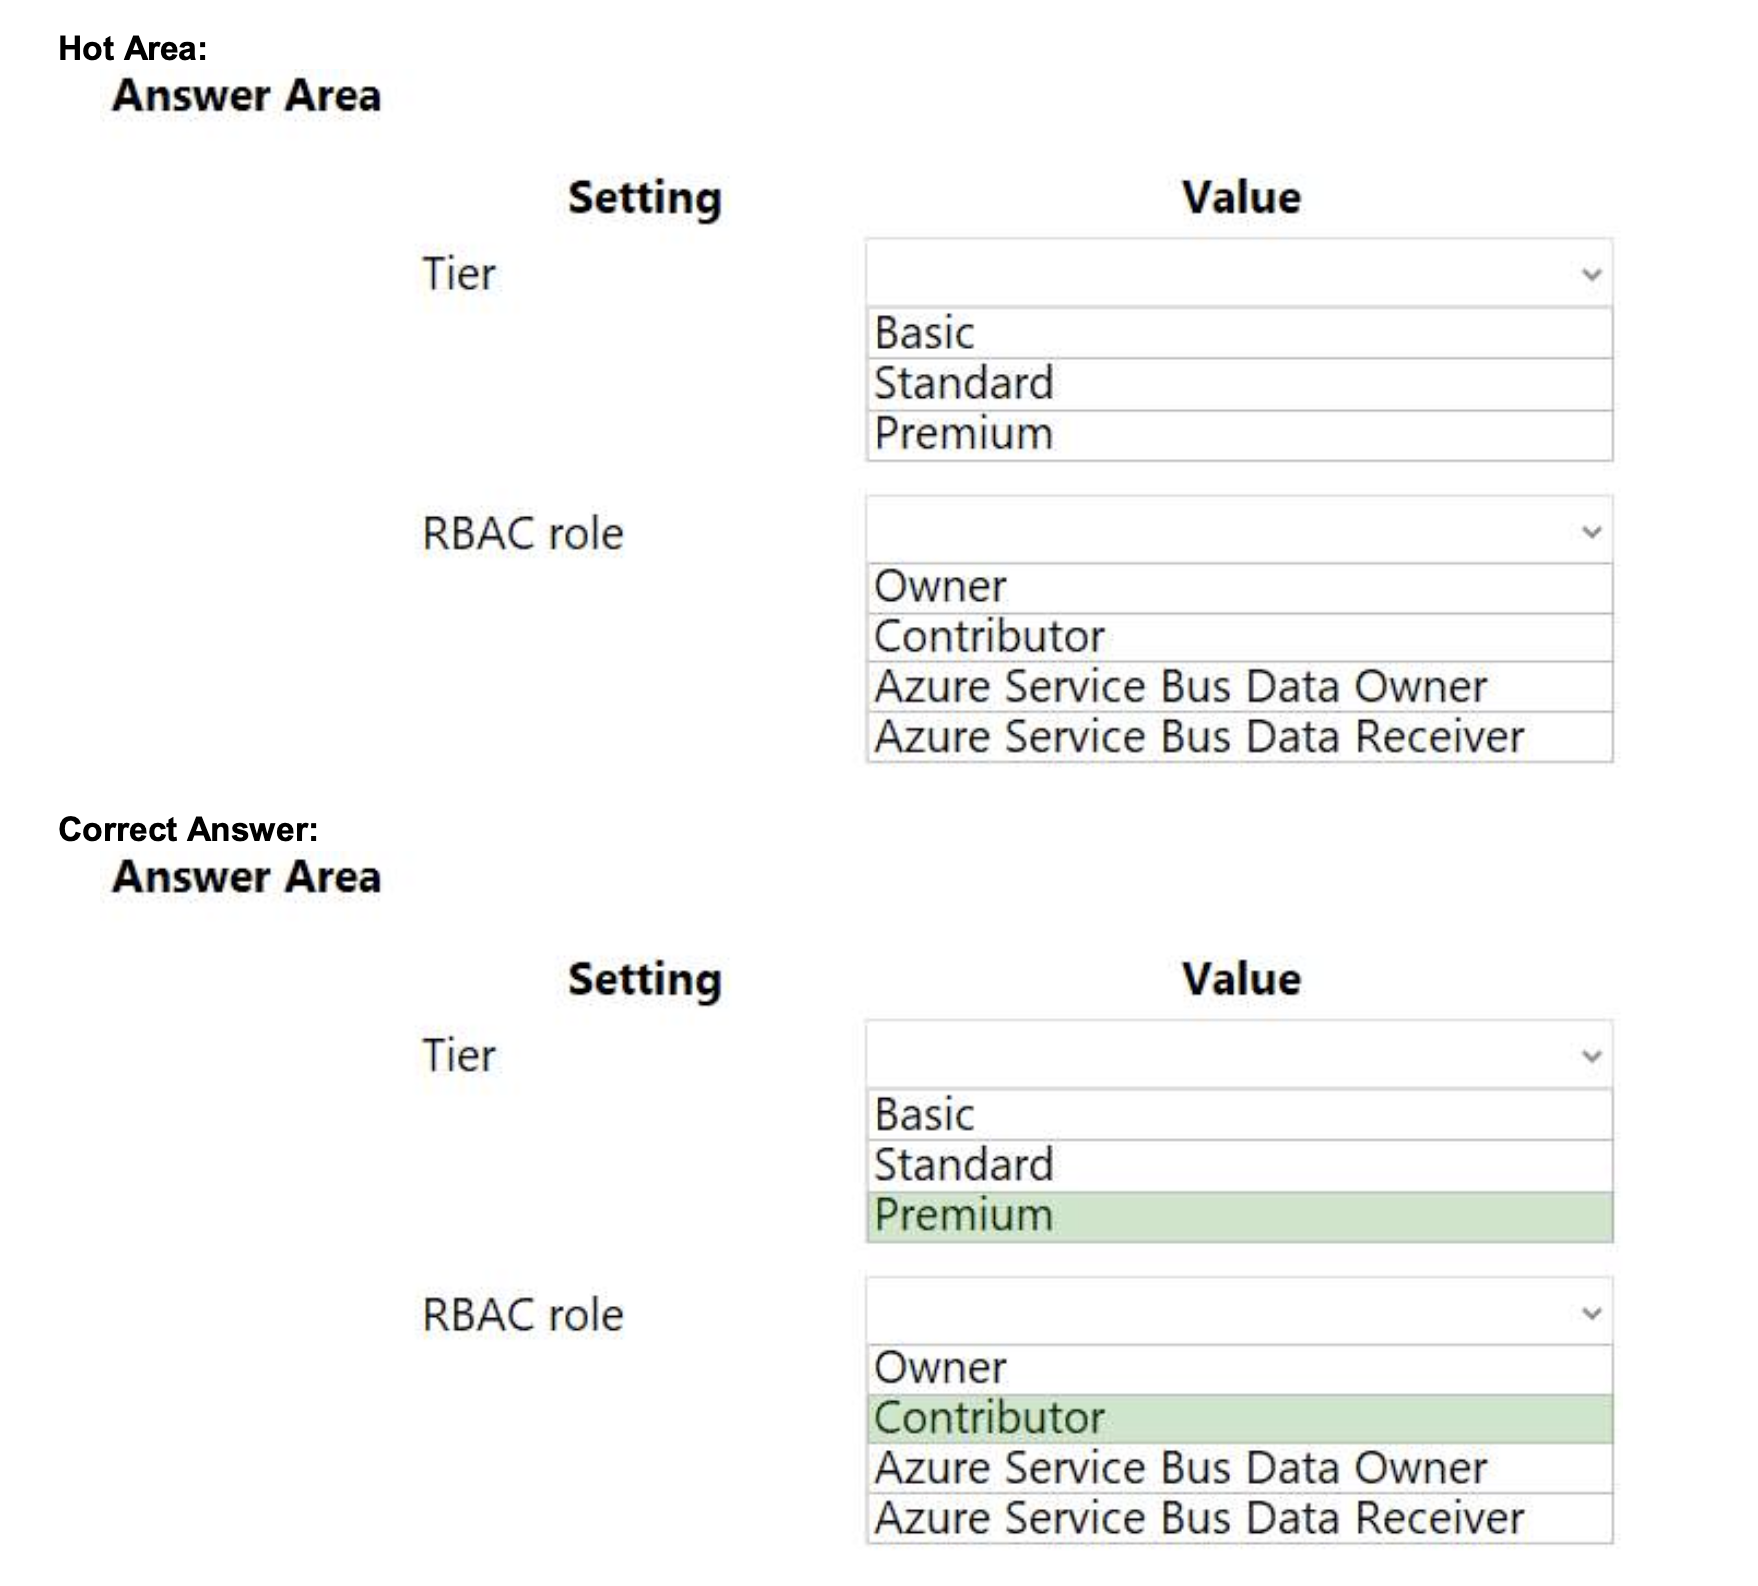 Hot Area:
Answer Area
Setting Value
Tier
Basic
Standard
Premium
RBAC role
Owner
Contributor
Azure Service Bus Data Owner
Azure Service Bus Data Receiver
Correct Answer:
Answer Area
Setting Value
Tier
Basic
Standard
Premium
RBAC role
Owner
Contributor
Azure Service Bus Data Owner
Azure Service Bus Data Receiver